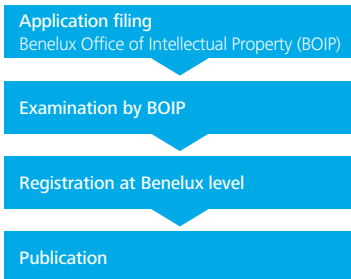 Application filing
Benelux Office of Intellectual Property (BOIP)
Examination by BOIP
Registration at Benelux level
Publication